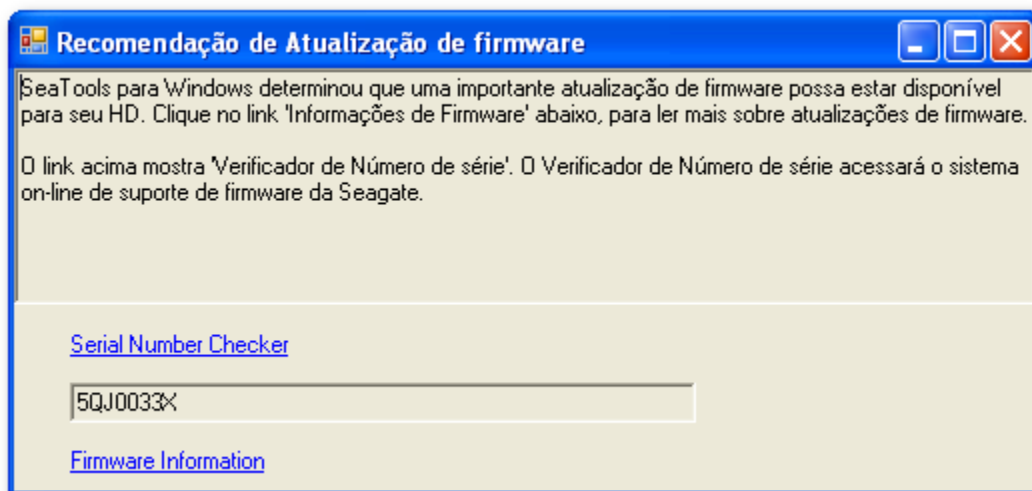 Recomendação de Atualização de firmware
SeaTools para Windows determinou que uma importante atualização de firmware possa estar disponível
para seu HD. Clique no link 'Informações de Firmware' abaixo, para ler mais sobre atualizações de firmware.
O link acima mostra 'Verificador de Número de série'. O Verificador de Número de série acessará o sistema
on-line de suporte de firmware da Seagate.
Serial Number Checker
5QJ0033X
Firmware Information